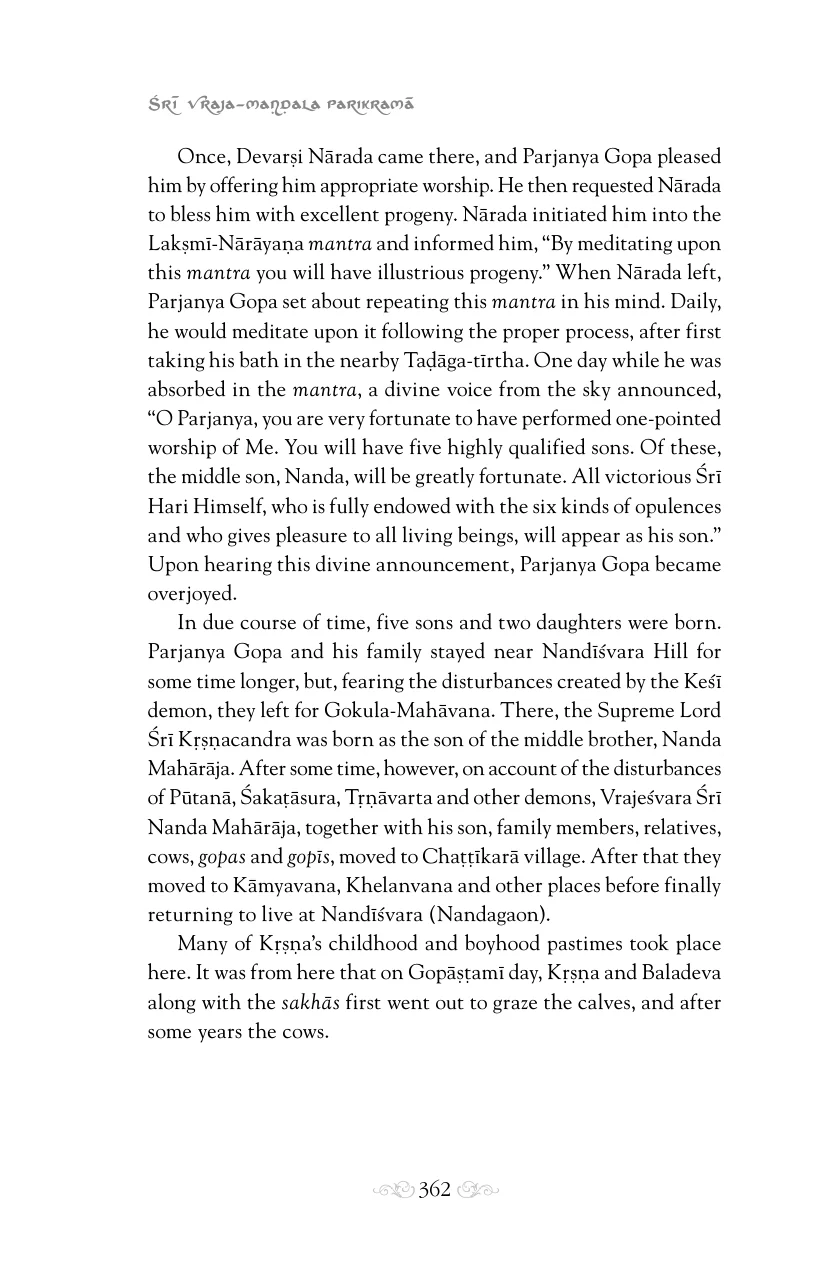 Śrī Vraja-maṇḍala Parikramā
Once, Devarṣi Nārada came there, and Parjanya Gopa pleased
him by offering him appropriate worship. He then requested Nārada
to bless him with excellent progeny. Nārada initiated him into the
Lakṣmī-Nārāyaṇa mantra and informed him, “By meditating upon
this mantra you will have illustrious progeny.” When Nārada left,
Parjanya Gopa set about repeating this mantra in his mind. Daily,
he would meditate upon it following the proper process, after first
taking his bath in the nearby Taḍāga-tīrtha. One day while he was
absorbed in the mantra, a divine voice from the sky announced,
“O Parjanya, you are very fortunate to have performed one-pointed
worship of Me. You will have five highly qualified sons. Of these,
the middle son, Nanda, will be greatly fortunate. All victorious Śrī
Hari Himself, who is fully endowed with the six kinds of opulences
and who gives pleasure to all living beings, will appear as his son.”
Upon hearing this divine announcement, Parjanya Gopa became
overjoyed.
In due course of time, five sons and two daughters were born.
Parjanya Gopa and his family stayed near Nandīśvara Hill for
some time longer, but, fearing the disturbances created by the Keśī
demon, they left for Gokula-Mahāvana. There, the Supreme Lord
Śrī Kṛṣṇacandra was born as the son of the middle brother, Nanda
Mahārāja. After some time, however, on account of the disturbances
of Pūtanā, Śakaṭāsura, Tṛṇāvarta and other demons, Vrajeśvara Śrī
Nanda Mahārāja, together with his son, family members, relatives,
cows, gopas and gopīs, moved to Chaṭṭīkarā village. After that they
moved to Kāmyavana, Khelanvana and other places before finally
returning to live at Nandīśvara (Nandagaon).
Many of Kṛṣṇa’s childhood and boyhood pastimes took place
here. It was from here that on Gopāṣṭamī day, Kṛṣṇa and Baladeva
along with the sakhās first went out to graze the calves, and after
some years the cows.
362